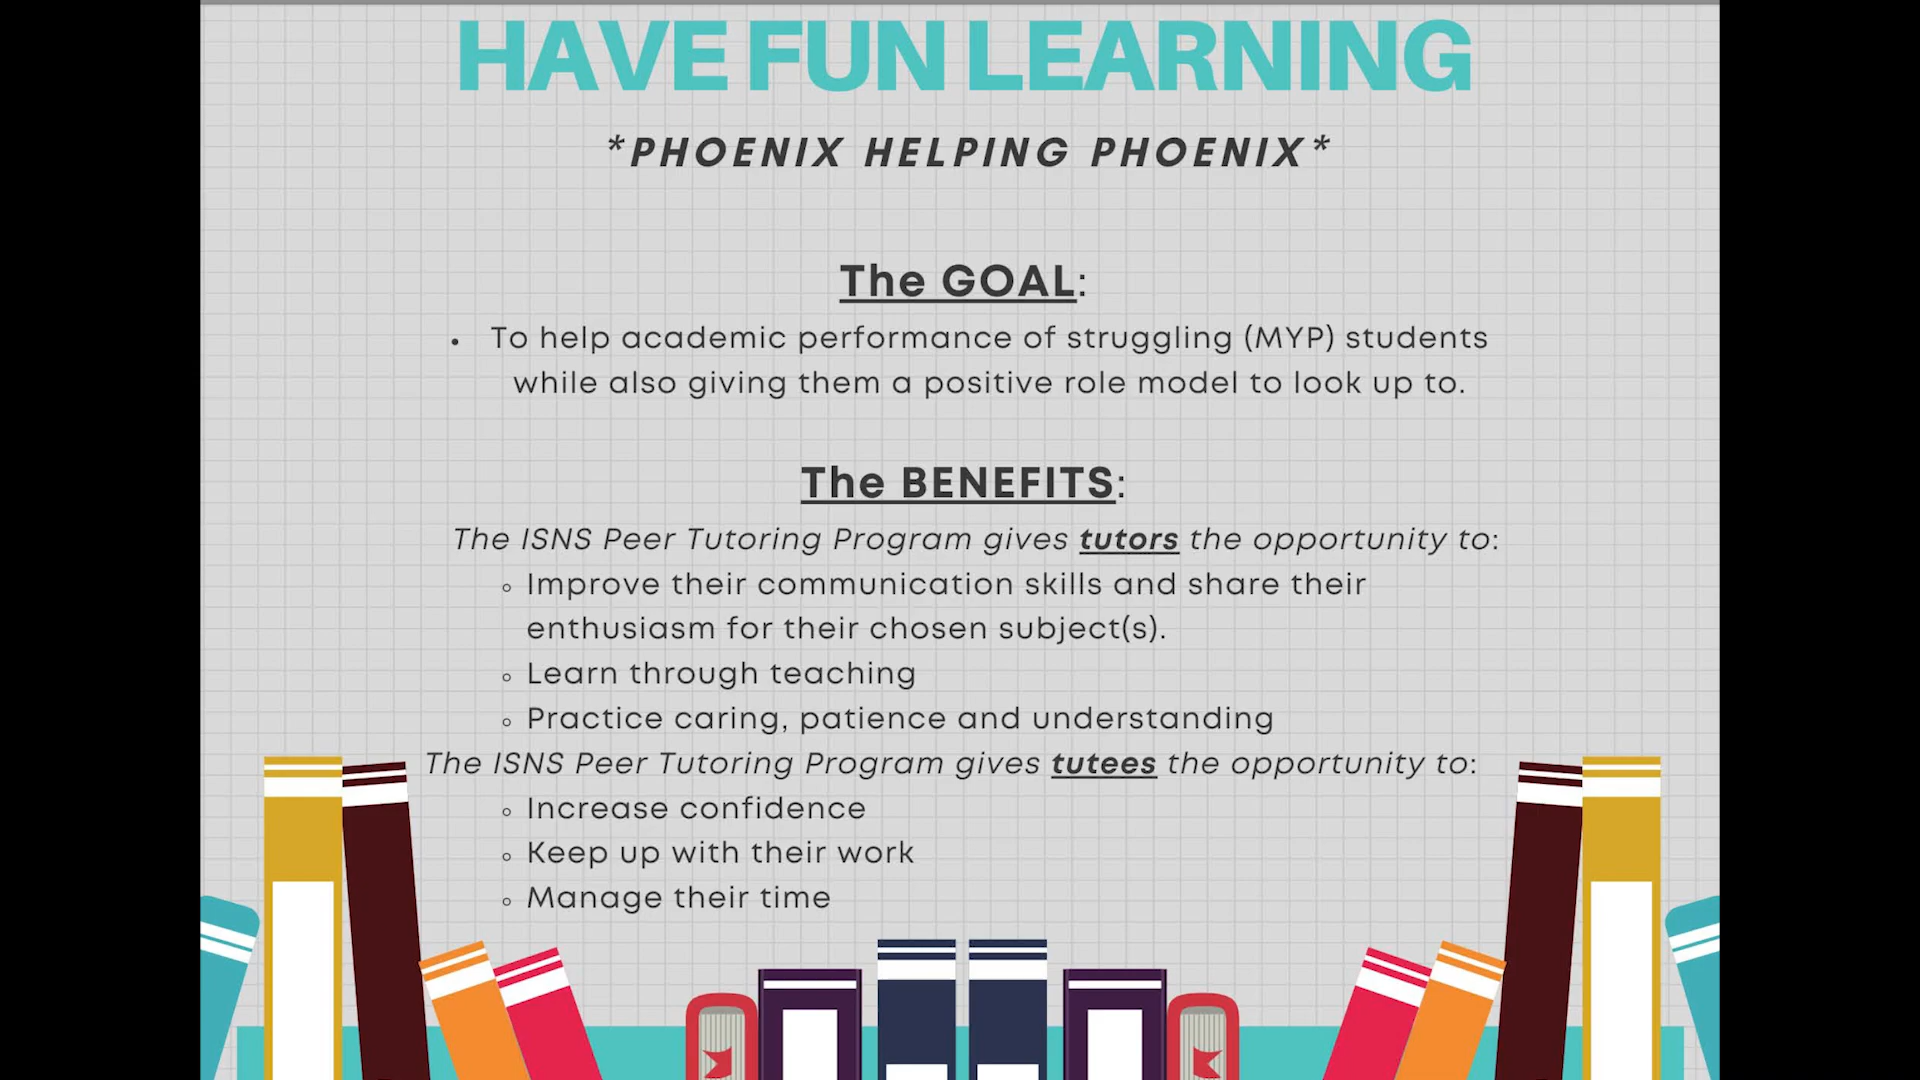 HAVE FUN LEARNING
*PHOENIX HELPING PHOENIX*
The GOAL:
• To help academic performance of struggling (MYP) students
while also giving them a positive role model to look up to.
The BENEFITS:
The ISNS Peer Tutoring Program gives tutors the opportunity to:
◦ Improve their communication skills and share their
enthusiasm for their chosen subject(s).
◦ Learn through teaching
◦ Practice caring, patience and understanding
The ISNS Peer Tutoring Program gives tutees the opportunity to:
◦ Increase confidence
◦ Keep up with their work
◦ Manage their time